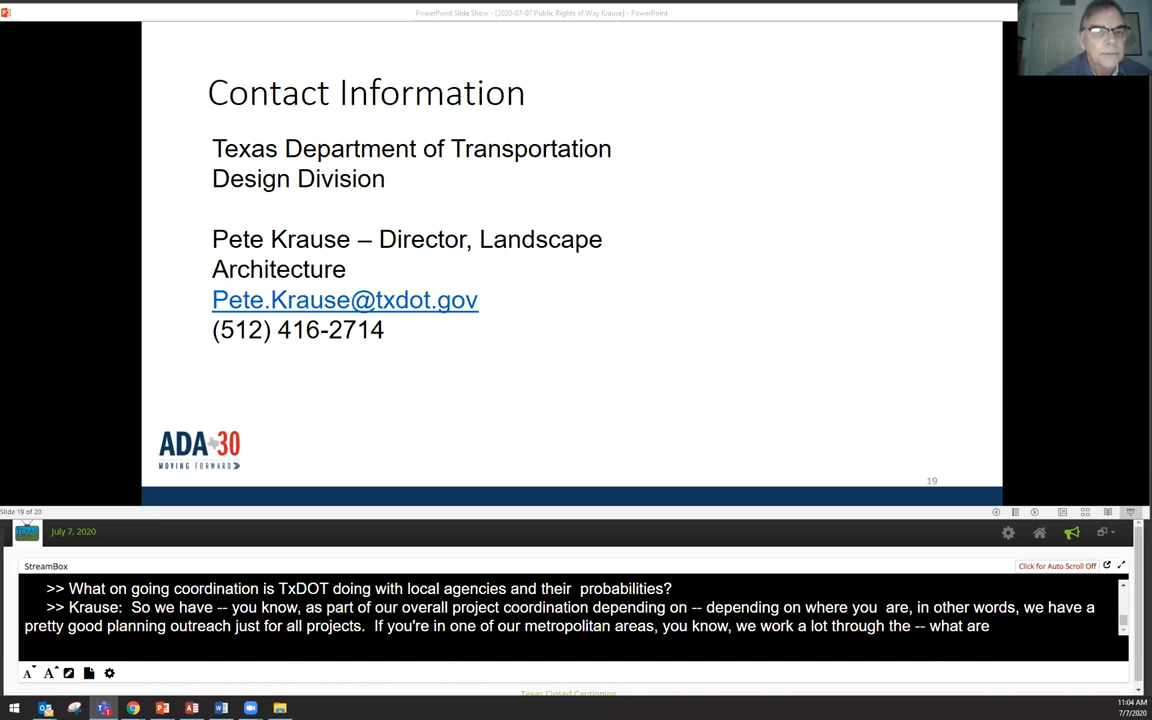 PowerPoint Slide Show - [2020-07-07 Public Rights of Way Krause] - PowerPoint
Contact Information
Texas Department of Transportation
Design Division
Pete Krause – Director, Landscape
Architecture
Pete.Krause@txdot.gov
(512) 416-2714
ADA 30
MOVING FORWARD
19
Slide 19 of 20
July 7, 2020
StreamBox
Click for Auto Scroll Off
>> What on going coordination is TxDOT doing with local agencies and their probabilities?
>> Krause: So we have -- you know, as part of our overall project coordination depending on -- depending on where you are, in other words, we have a
pretty good planning outreach just for all projects. If you're in one of our metropolitan areas, you know, we work a lot through the -- what are
A A
Texas Closed Captioning
11:04 AM
7/7/2020